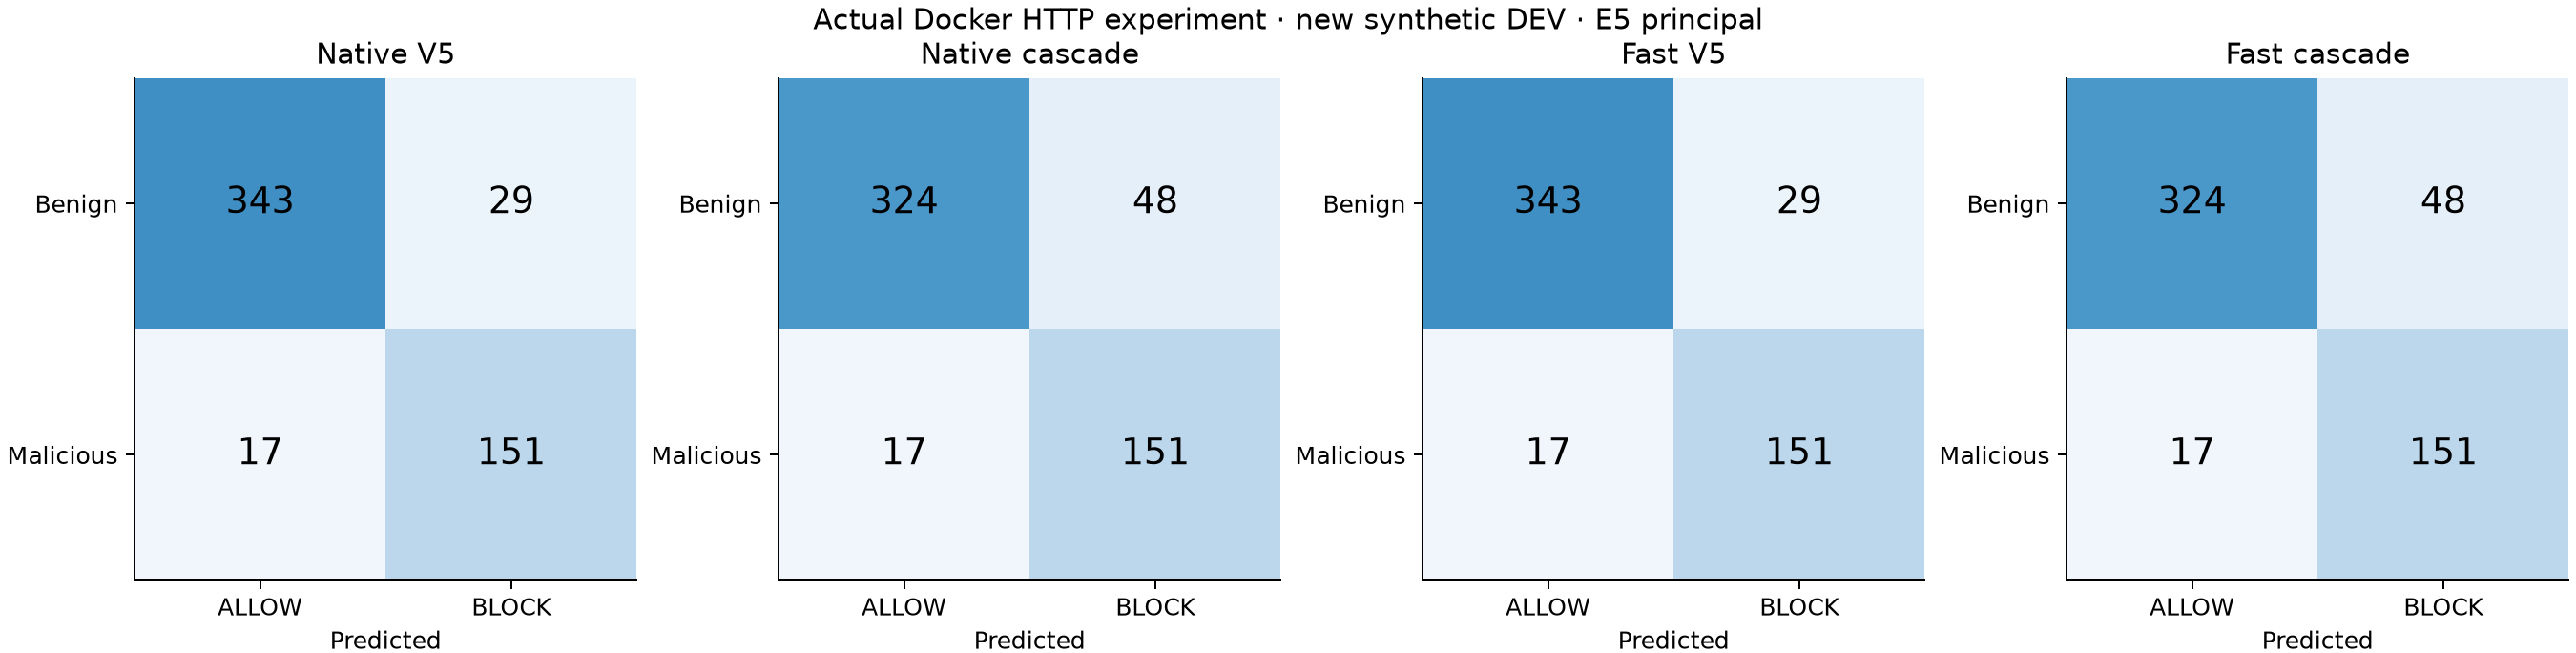 Actual Docker HTTP experiment · new synthetic DEV · E5 principal
Native V5
Native cascade
Fast V5
Fast cascade
Benign 343 29
Malicious 17 151
ALLOW BLOCK
Predicted
Benign 324 48
Malicious 17 151
ALLOW BLOCK
Predicted
Benign 343 29
Malicious 17 151
ALLOW BLOCK
Predicted
Benign 324 48
Malicious 17 151
ALLOW BLOCK
Predicted